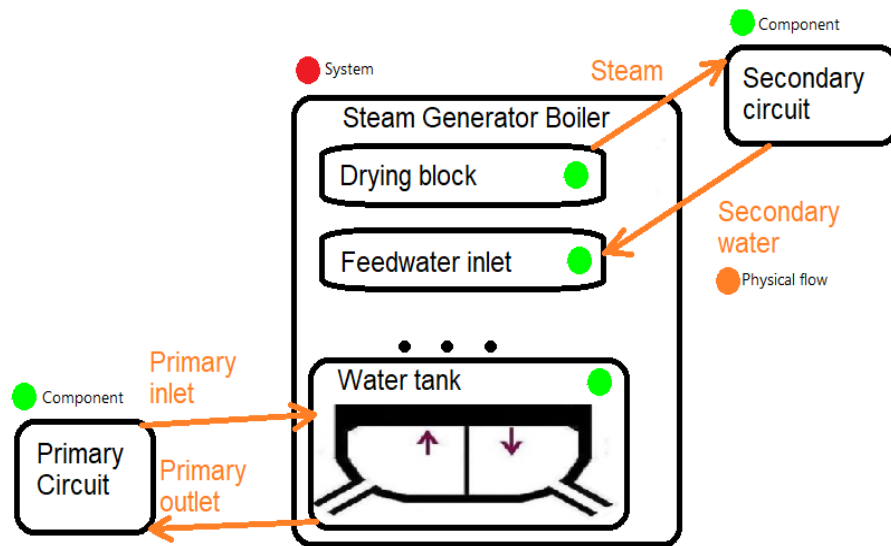 Component
System
Steam
Secondary
circuit
Steam Generator Boiler
Drying block
Secondary
water
Feedwater inlet
Physical flow
Primary
inlet
Water tank
Component
Primary
Circuit
Primary
outlet